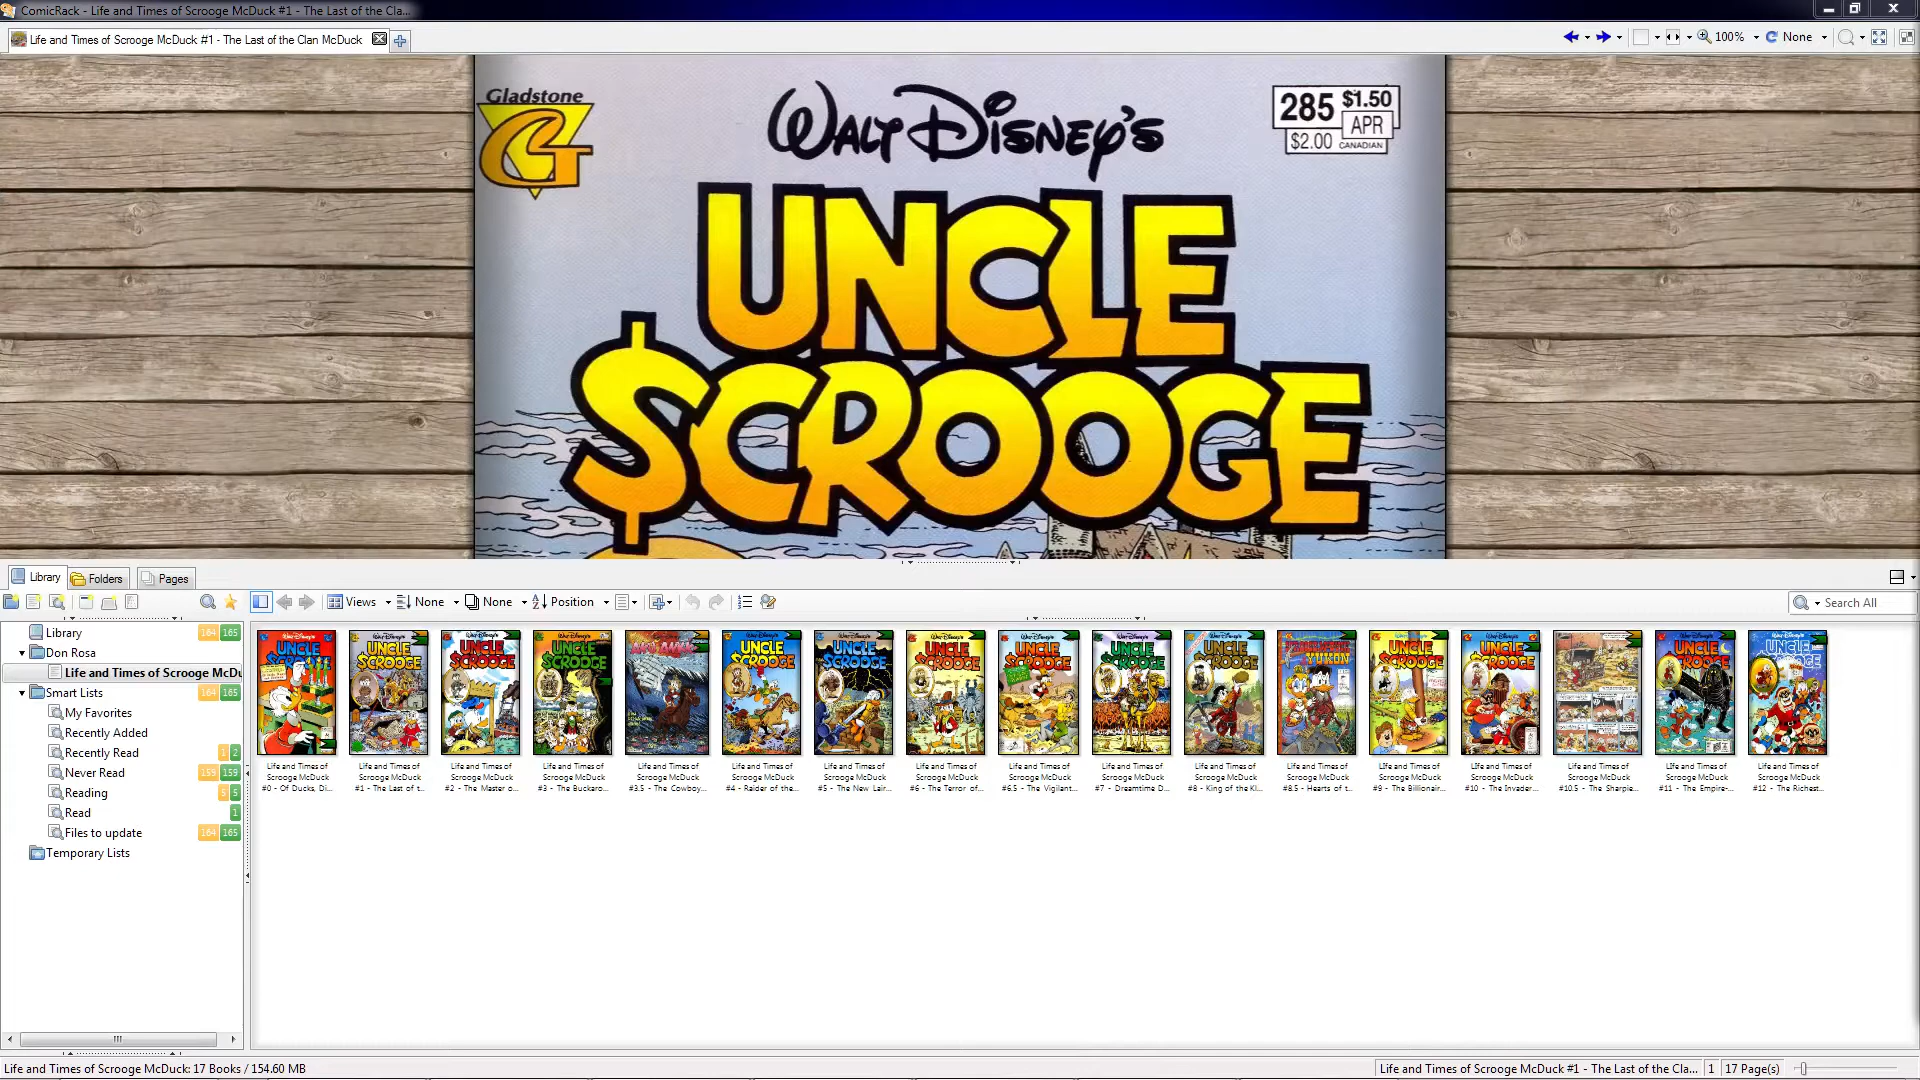 ComicRack - Life and Times of Scrooge McDuck #1 - The Last of the Cla...
Life and Times of Scrooge McDuck #1 - The Last of the Clan McDuck
100%
None
Gladstone
G
WALT DISNEY'S
285 $1.50
APR
$2.00 CANADIAN
UNCLE
$CROOGE
Library
Folders
Pages
Views
None
None
Position
Search All
Library 164 165
Don Rosa
Life and Times of Scrooge McDu
Smart Lists 164 165
My Favorites
Recently Added
Recently Read 1 2
Never Read 155 159
Reading 5 5
Read 1
Files to update 164 165
Temporary Lists
Life and Times of Scrooge McDuck #0 - Of Ducks, Di...
Life and Times of Scrooge McDuck #1 - The Last of t...
Life and Times of Scrooge McDuck #2 - The Master o...
Life and Times of Scrooge McDuck #3 - The Buckaro...
Life and Times of Scrooge McDuck #3.5 - The Cowboy...
Life and Times of Scrooge McDuck #4 - Raider of the...
Life and Times of Scrooge McDuck #5 - The New Lair...
Life and Times of Scrooge McDuck #6 - The Terror of...
Life and Times of Scrooge McDuck #6.5 - The Vigilant...
Life and Times of Scrooge McDuck #7 - Dreamtime D...
Life and Times of Scrooge McDuck #8 - King of the Kl...
Life and Times of Scrooge McDuck #8.5 - Hearts of t...
Life and Times of Scrooge McDuck #9 - The Billionair...
Life and Times of Scrooge McDuck #10 - The Invader...
Life and Times of Scrooge McDuck #10.5 - The Sharpie...
Life and Times of Scrooge McDuck #11 - The Empire-...
Life and Times of Scrooge McDuck #12 - The Richest...
Life and Times of Scrooge McDuck: 17 Books / 154.60 MB
Life and Times of Scrooge McDuck #1 - The Last of the Cla...
1
17 Page(s)